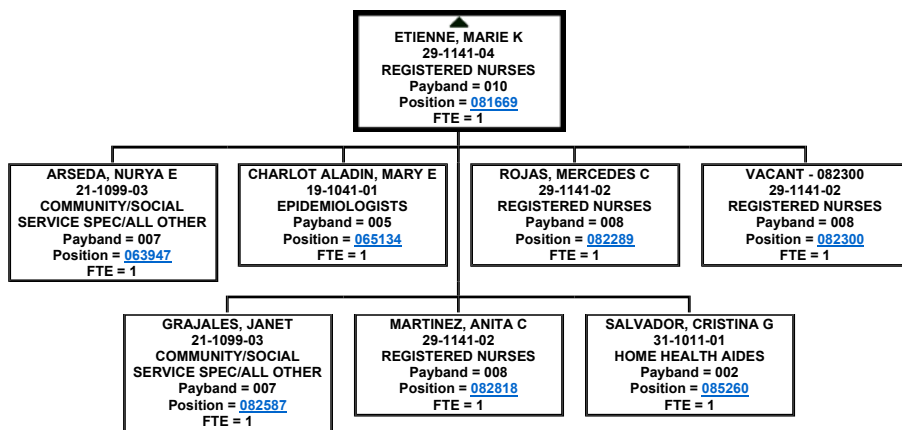 ETIENNE, MARIE K
29-1141-04
REGISTERED NURSES
Payband = 010
Position = 081669
FTE = 1
ARSEDA, NURYA E
21-1099-03
COMMUNITY/SOCIAL
SERVICE SPEC/ALL OTHER
Payband = 007
Position = 063947
FTE = 1
CHARLOT ALADIN, MARY E
19-1041-01
EPIDEMIOLOGISTS
Payband = 005
Position = 065134
FTE = 1
ROJAS, MERCEDES C
29-1141-02
REGISTERED NURSES
Payband = 008
Position = 082289
FTE = 1
VACANT - 082300
29-1141-02
REGISTERED NURSES
Payband = 008
Position = 082300
FTE = 1
GRAJALES, JANET
21-1099-03
COMMUNITY/SOCIAL
SERVICE SPEC/ALL OTHER
Payband = 007
Position = 082587
FTE = 1
MARTINEZ, ANITA C
29-1141-02
REGISTERED NURSES
Payband = 008
Position = 082818
FTE = 1
SALVADOR, CRISTINA G
31-1011-01
HOME HEALTH AIDES
Payband = 002
Position = 085260
FTE = 1